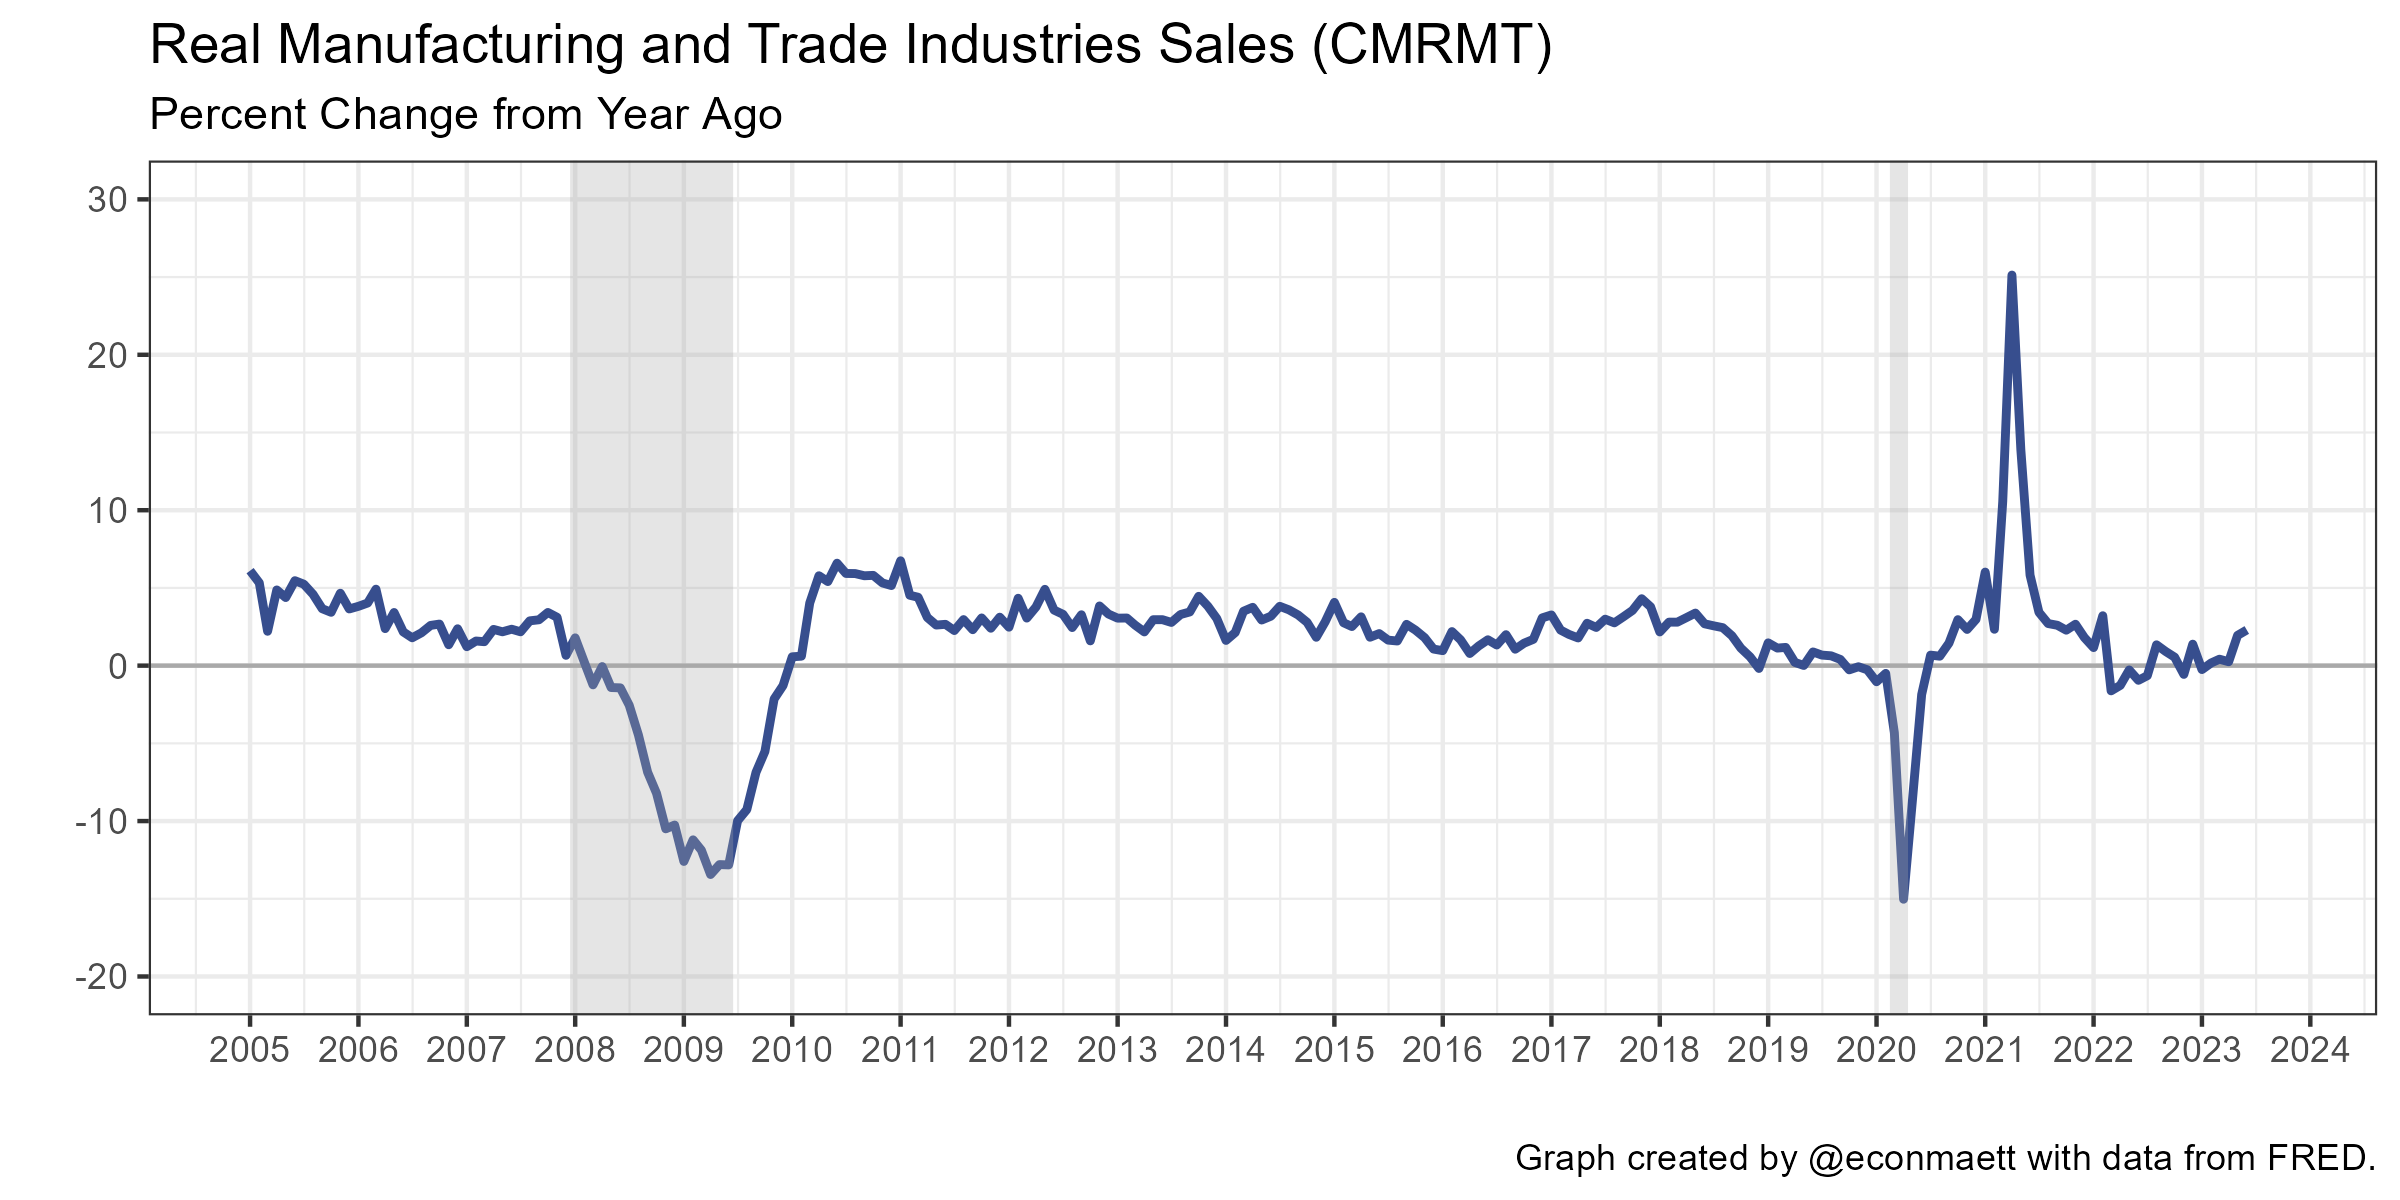 Real Manufacturing and Trade Industries Sales (CMRMT)
Percent Change from Year Ago
30
20
10
0
-10
-20
2005 2006 2007 2008 2009 2010 2011 2012 2013 2014 2015 2016 2017 2018 2019 2020 2021 2022 2023 2024
Graph created by @econmaett with data from FRED.